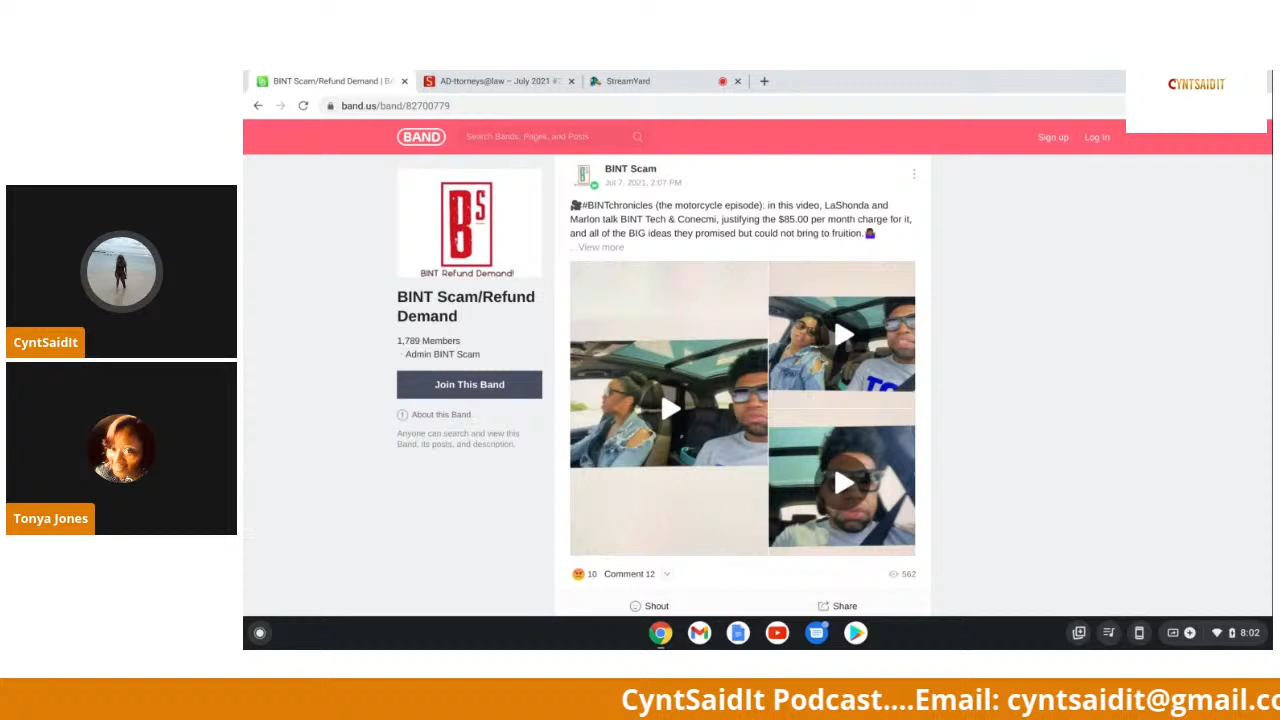 BINT Scam/Refund Demand | B
AD-ttorneys@law – July 2021 #
StreamYard
band.us/band/82700779
CYNTSAIDIT
BAND
Search Bands, Pages, and Posts
Sign up
Log In
BS
BINT Refund Demand!
BINT Scam/Refund
Demand
1,789 Members
· Admin BINT Scam
Join This Band
About this Band
Anyone can search and view this
Band, its posts, and description.
BINT Scam
Jul 7, 2021, 2:07 PM
#BINTchronicles (the motorcycle episode): in this video, LaShonda and
Marlon talk BINT Tech & Conecmi, justifying the $85.00 per month charge for it,
and all of the BIG ideas they promised but could not bring to fruition.
...View more
10 Comment 12
562
Shout
Share
CyntSaidIt
Tonya Jones
8:02
CyntSaidIt Podcast....Email: cyntsaidit@gmail.co